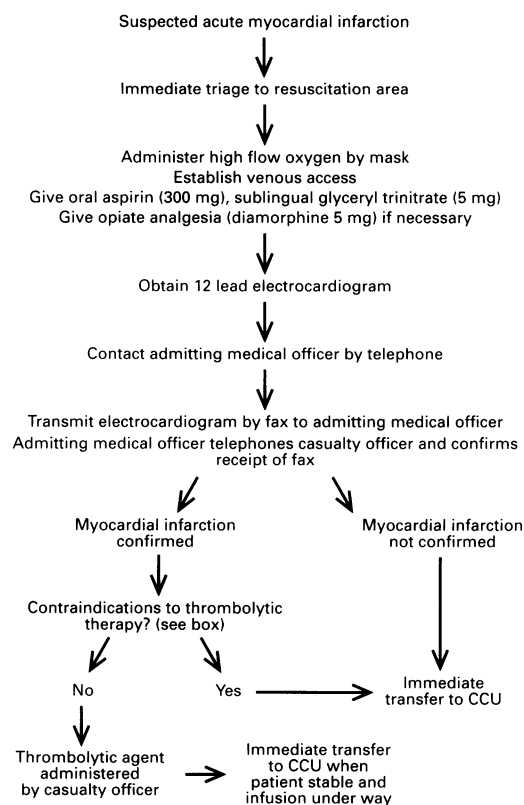 Suspected acute myocardial infarction
Immediate triage to resuscitation area
Administer high flow oxygen by mask
Establish venous access
Give oral aspirin (300 mg), sublingual glyceryl trinitrate (5 mg)
Give opiate analgesia (diamorphine 5 mg) if necessary
Obtain 12 lead electrocardiogram
Contact admitting medical officer by telephone
Transmit electrocardiogram by fax to admitting medical officer
Admitting medical officer telephones casualty officer and confirms
receipt of fax
Myocardial infarction
confirmed
Myocardial infarction
not confirmed
Contraindications to thrombolytic
therapy? (see box)
No
Yes
Immediate
transfer to CCU
Thrombolytic agent
administered
by casualty officer
Immediate transfer
to CCU when
patient stable and
infusion under way